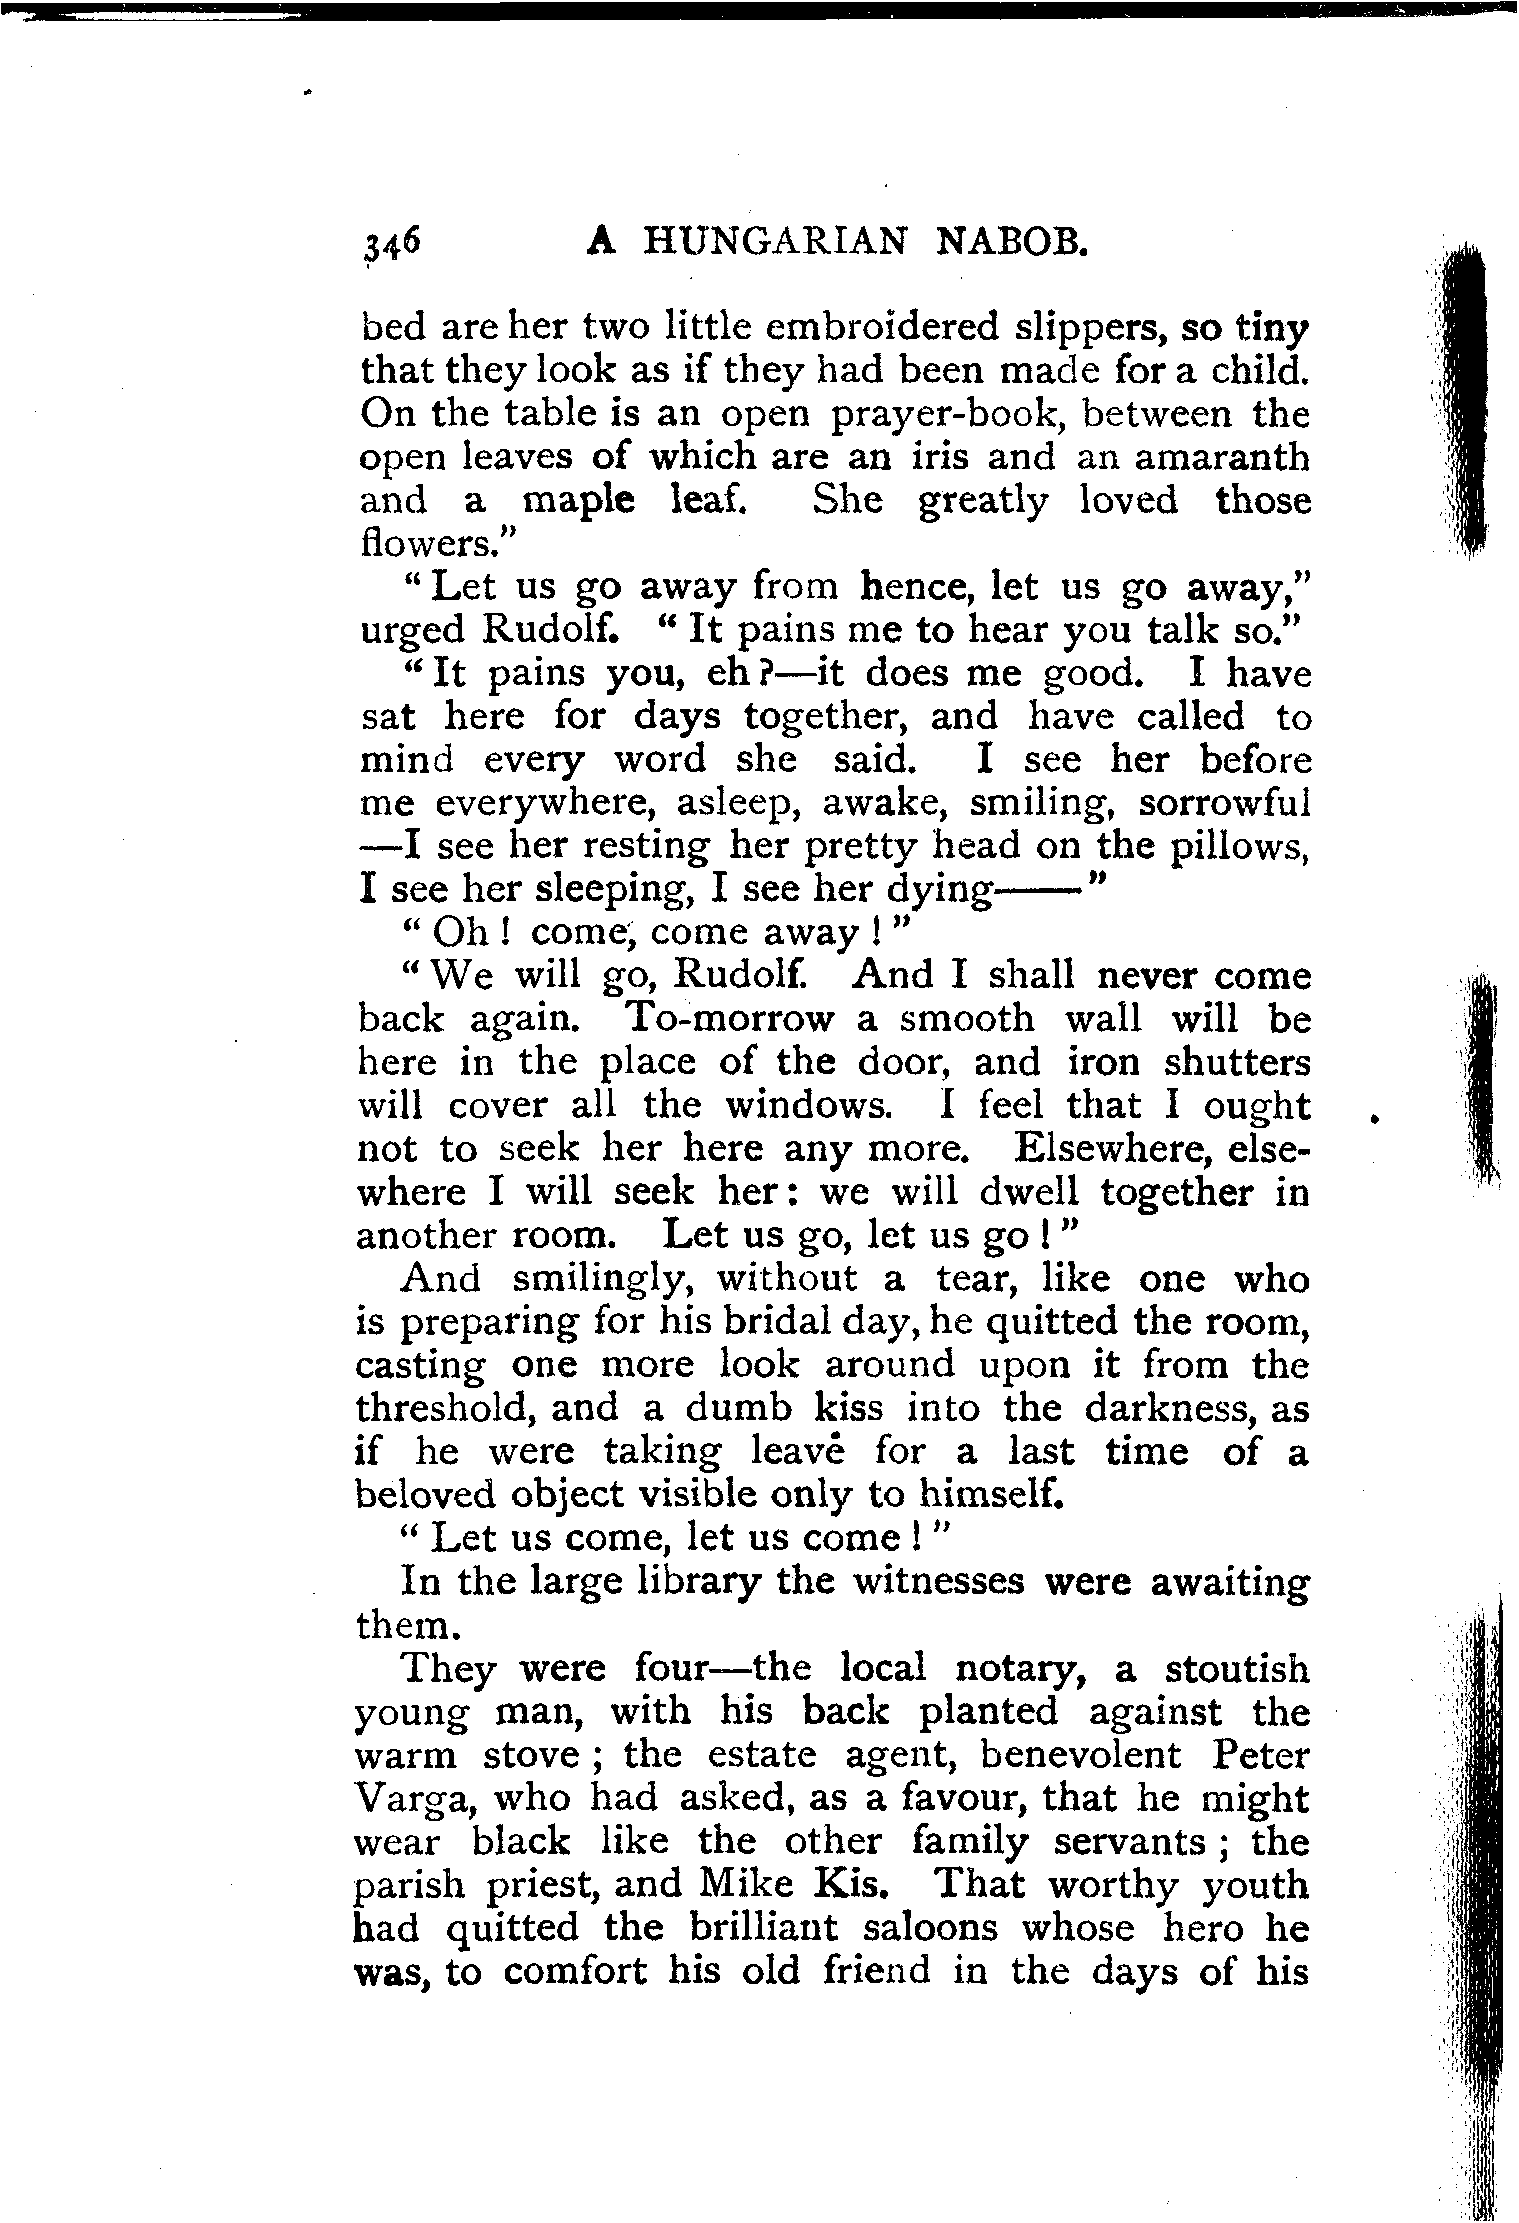 346 A HUNGARIAN NABOB.
bed are her two little embroidered slippers, so tiny
that they look as if they had been made for a child.
On the table is an open prayer-book, between the
open leaves of which are an iris and an amaranth
and a maple leaf. She greatly loved those
flowers."
"Let us go away from hence, let us go away,"
urged Rudolf. "It pains me to hear you talk so."
"It pains you, eh?—it does me good. I have
sat here for days together, and have called to
mind every word she said. I see her before
me everywhere, asleep, awake, smiling, sorrowful
—I see her resting her pretty head on the pillows,
I see her sleeping, I see her dying——"
"Oh! come, come away!"
"We will go, Rudolf. And I shall never come
back again. To-morrow a smooth wall will be
here in the place of the door, and iron shutters
will cover all the windows. I feel that I ought
not to seek her here any more. Elsewhere, else-
where I will seek her: we will dwell together in
another room. Let us go, let us go!"
And smilingly, without a tear, like one who
is preparing for his bridal day, he quitted the room,
casting one more look around upon it from the
threshold, and a dumb kiss into the darkness, as
if he were taking leave for a last time of a
beloved object visible only to himself.
"Let us come, let us come!"
In the large library the witnesses were awaiting
them.
They were four—the local notary, a stoutish
young man, with his back planted against the
warm stove; the estate agent, benevolent Peter
Varga, who had asked, as a favour, that he might
wear black like the other family servants; the
parish priest, and Mike Kis. That worthy youth
had quitted the brilliant saloons whose hero he
was, to comfort his old friend in the days of his